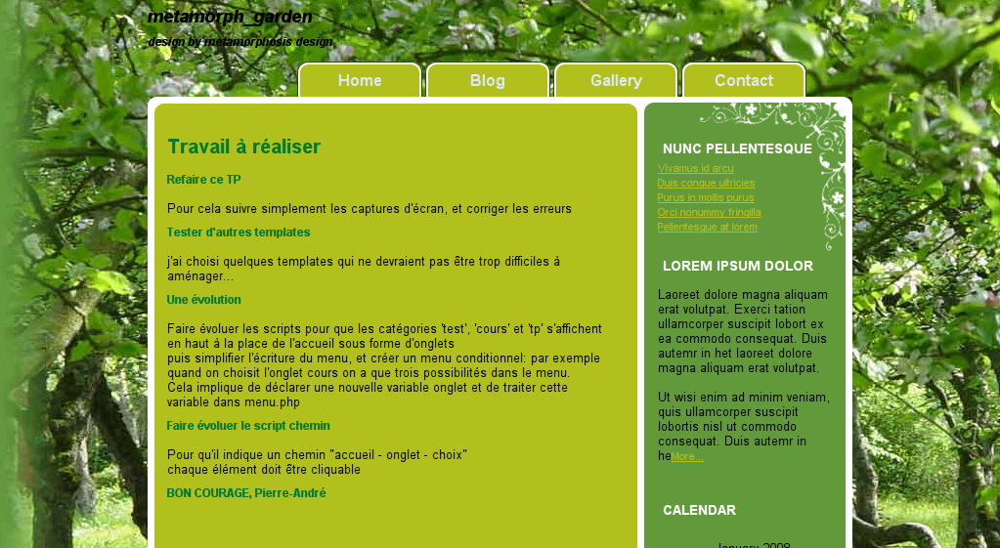 metamorph_garden
design by metamorphosis design
Home Blog Gallery Contact
Travail à réaliser
Refaire ce TP
Pour cela suivre simplement les captures d'écran, et corriger les erreurs
Tester d'autres templates
j'ai choisi quelques templates qui ne devraient pas être trop difficiles à
aménager...
Une évolution
Faire évoluer les scripts pour que les catégories 'test', 'cours' et 'tp' s'affichent
en haut à la place de l'accueil sous forme d'onglets
puis simplifier l'écriture du menu, et créer un menu conditionnel: par exemple
quand on choisit l'onglet cours on a que trois possibilités dans le menu.
Cela implique de déclarer une nouvelle variable onglet et de traiter cette
variable dans menu.php
Faire évoluer le script chemin
Pour qu'il indique un chemin "accueil - onglet - choix"
chaque élément doit être cliquable
BON COURAGE, Pierre-André
NUNC PELLENTESQUE
Vivamus id arcu
Duis congue ultricies
Purus in mollis purus
Orci nonummy fringilla
Pellentesque at lorem
LOREM IPSUM DOLOR
Laoreet dolore magna aliquam
erat volutpat. Exerci tation
ullamcorper suscipit lobort ex
ea commodo consequat. Duis
autemr in het laoreet dolore
magna aliquam erat volutpat.
Ut wisi enim ad minim veniam,
quis ullamcorper suscipit
lobortis nisl ut commodo
consequat. Duis autemr in
heMore...
CALENDAR
January 2008